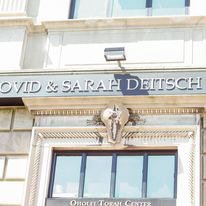 OVID & SARAH DEITSCH
OHOLEI TORAH CENTER